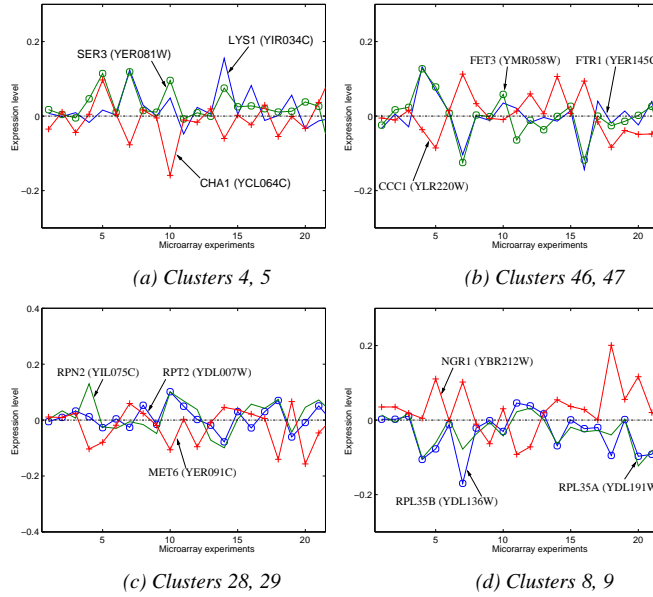 0.2
0
−0.2
Expression level
SER3 (YER081W)
LYS1 (YIR034C)
CHA1 (YCL064C)
5 10 15 20
Microarray experiments
(a) Clusters 4, 5
0.2
0
−0.2
Expression level
FET3 (YMR058W)
FTR1 (YER145C)
CCC1 (YLR220W)
5 10 15 20
Microarray experiments
(b) Clusters 46, 47
0.4
0.2
0
−0.2
−0.4
Expression level
RPN2 (YIL075C)
RPT2 (YDL007W)
MET6 (YER091C)
5 10 15 20
Microarray experiments
(c) Clusters 28, 29
0.2
0
−0.2
Expression level
NGR1 (YBR212W)
RPL35B (YDL136W)
RPL35A (YDL191W)
5 10 15 20
Microarray experiments
(d) Clusters 8, 9